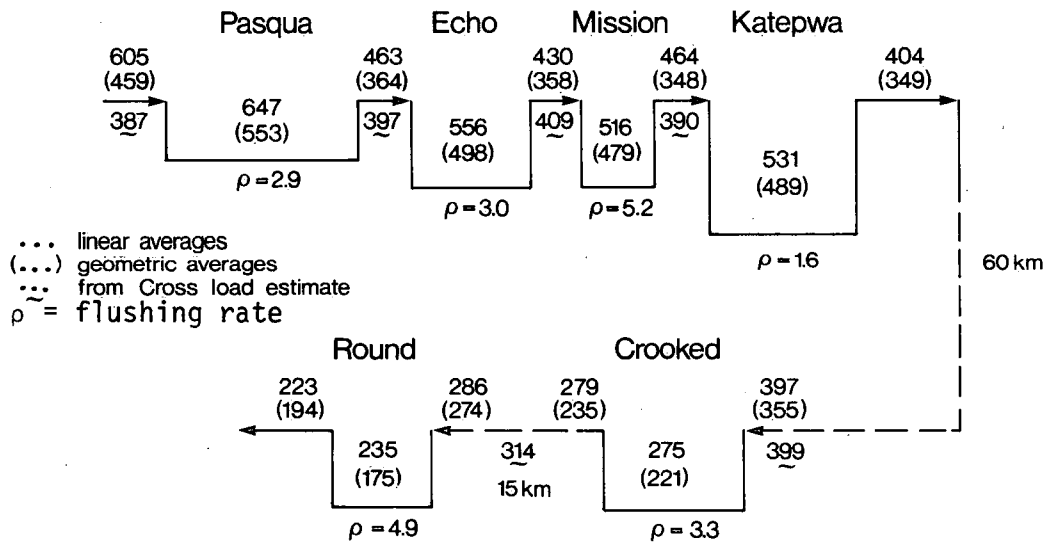 Pasqua Echo Mission Katepwa
605 463 430 464 404
(459) (364) (358) (348) (349)
387 647 397 556 409 516 390 531
(553) (498) (479) (489)
ρ=2.9 ρ=3.0 ρ=5.2 ρ=1.6
... linear averages
(...) geometric averages
... from Cross load estimate
ρ = flushing rate
60 km
Round Crooked
223 286 279 397
(194) (274) (235) (355)
235 314 275 399
(175) 15 km (221)
ρ=4.9 ρ=3.3